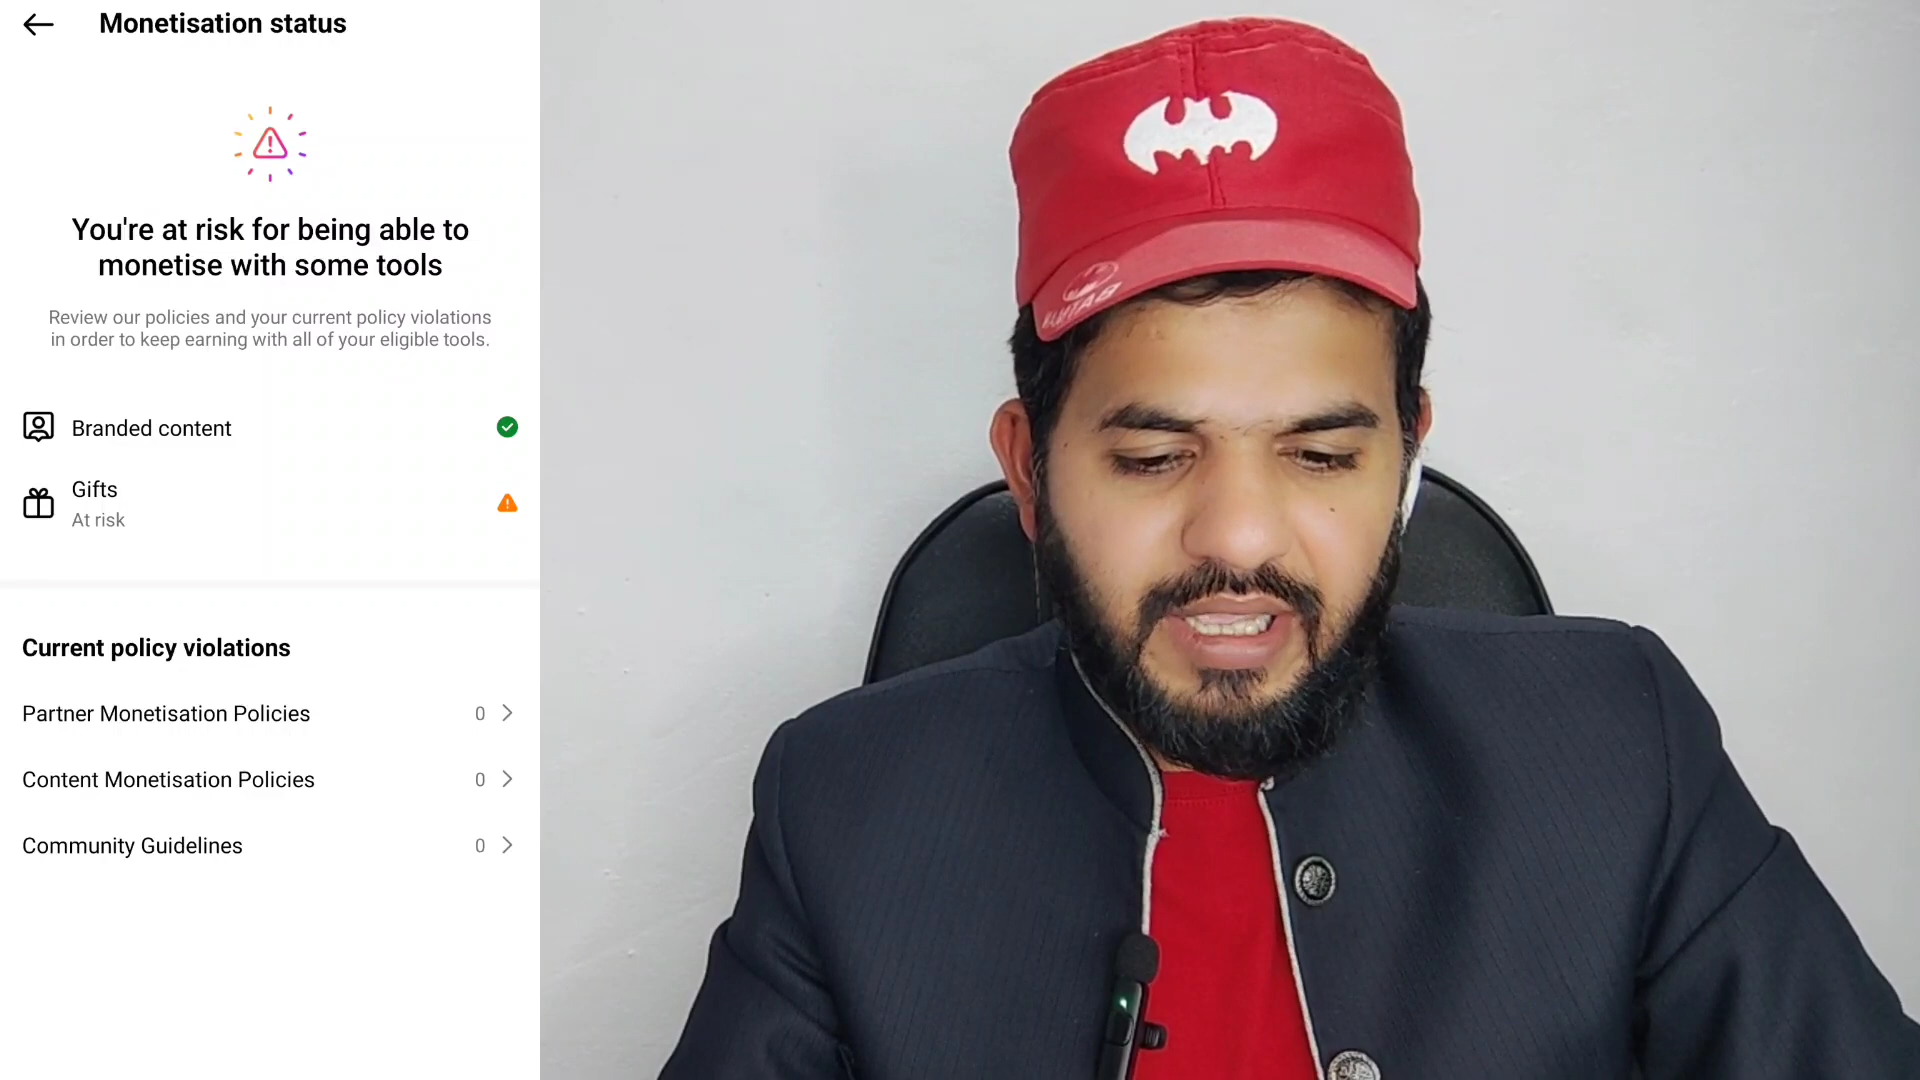 Monetisation status
You're at risk for being able to
monetise with some tools
Review our policies and your current policy violations
in order to keep earning with all of your eligible tools.
Branded content
Gifts
At risk
Current policy violations
Partner Monetisation Policies 0
Content Monetisation Policies 0
Community Guidelines 0